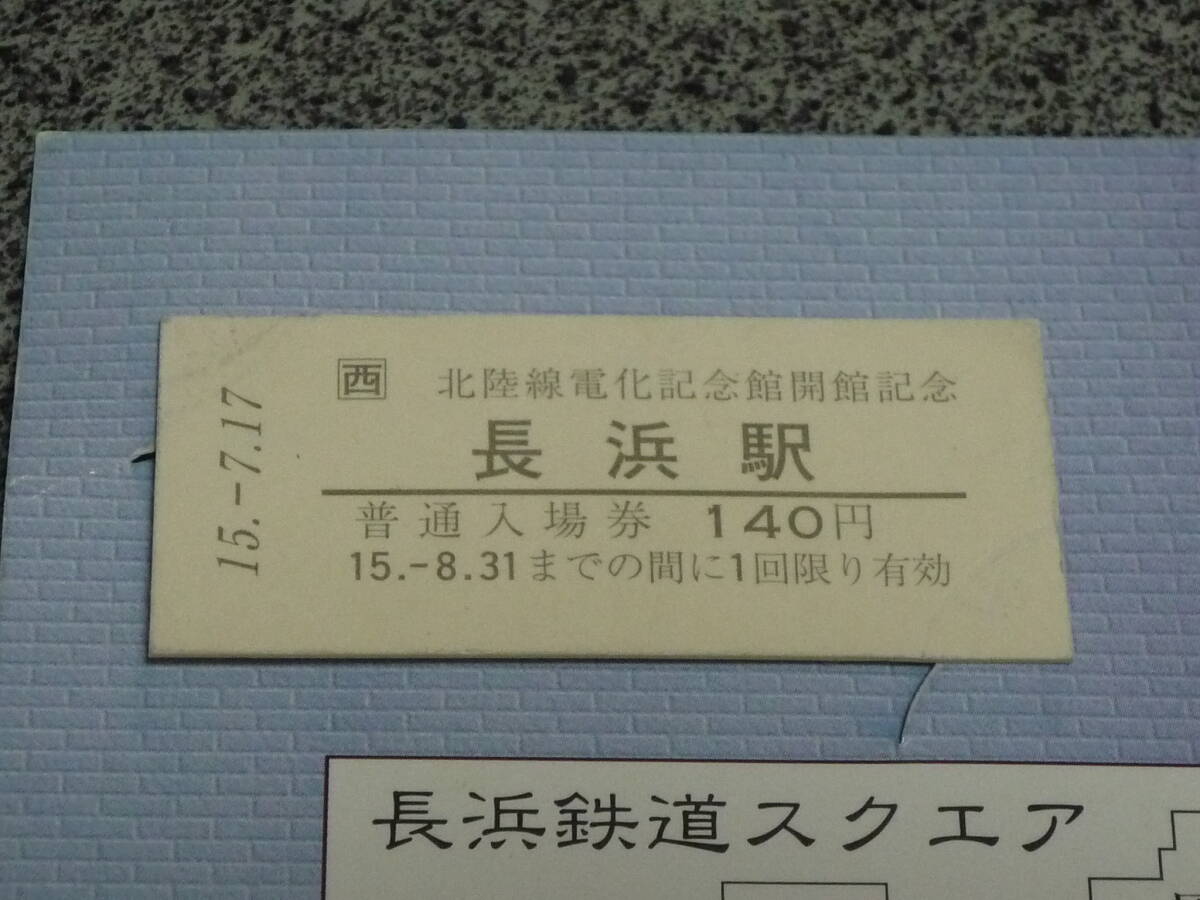 15.-7.17
西 北陸線電化記念館開館記念
長浜駅
普通入場券 140円
15.-8.31までの間に1回限り有効
長浜鉄道スクエア